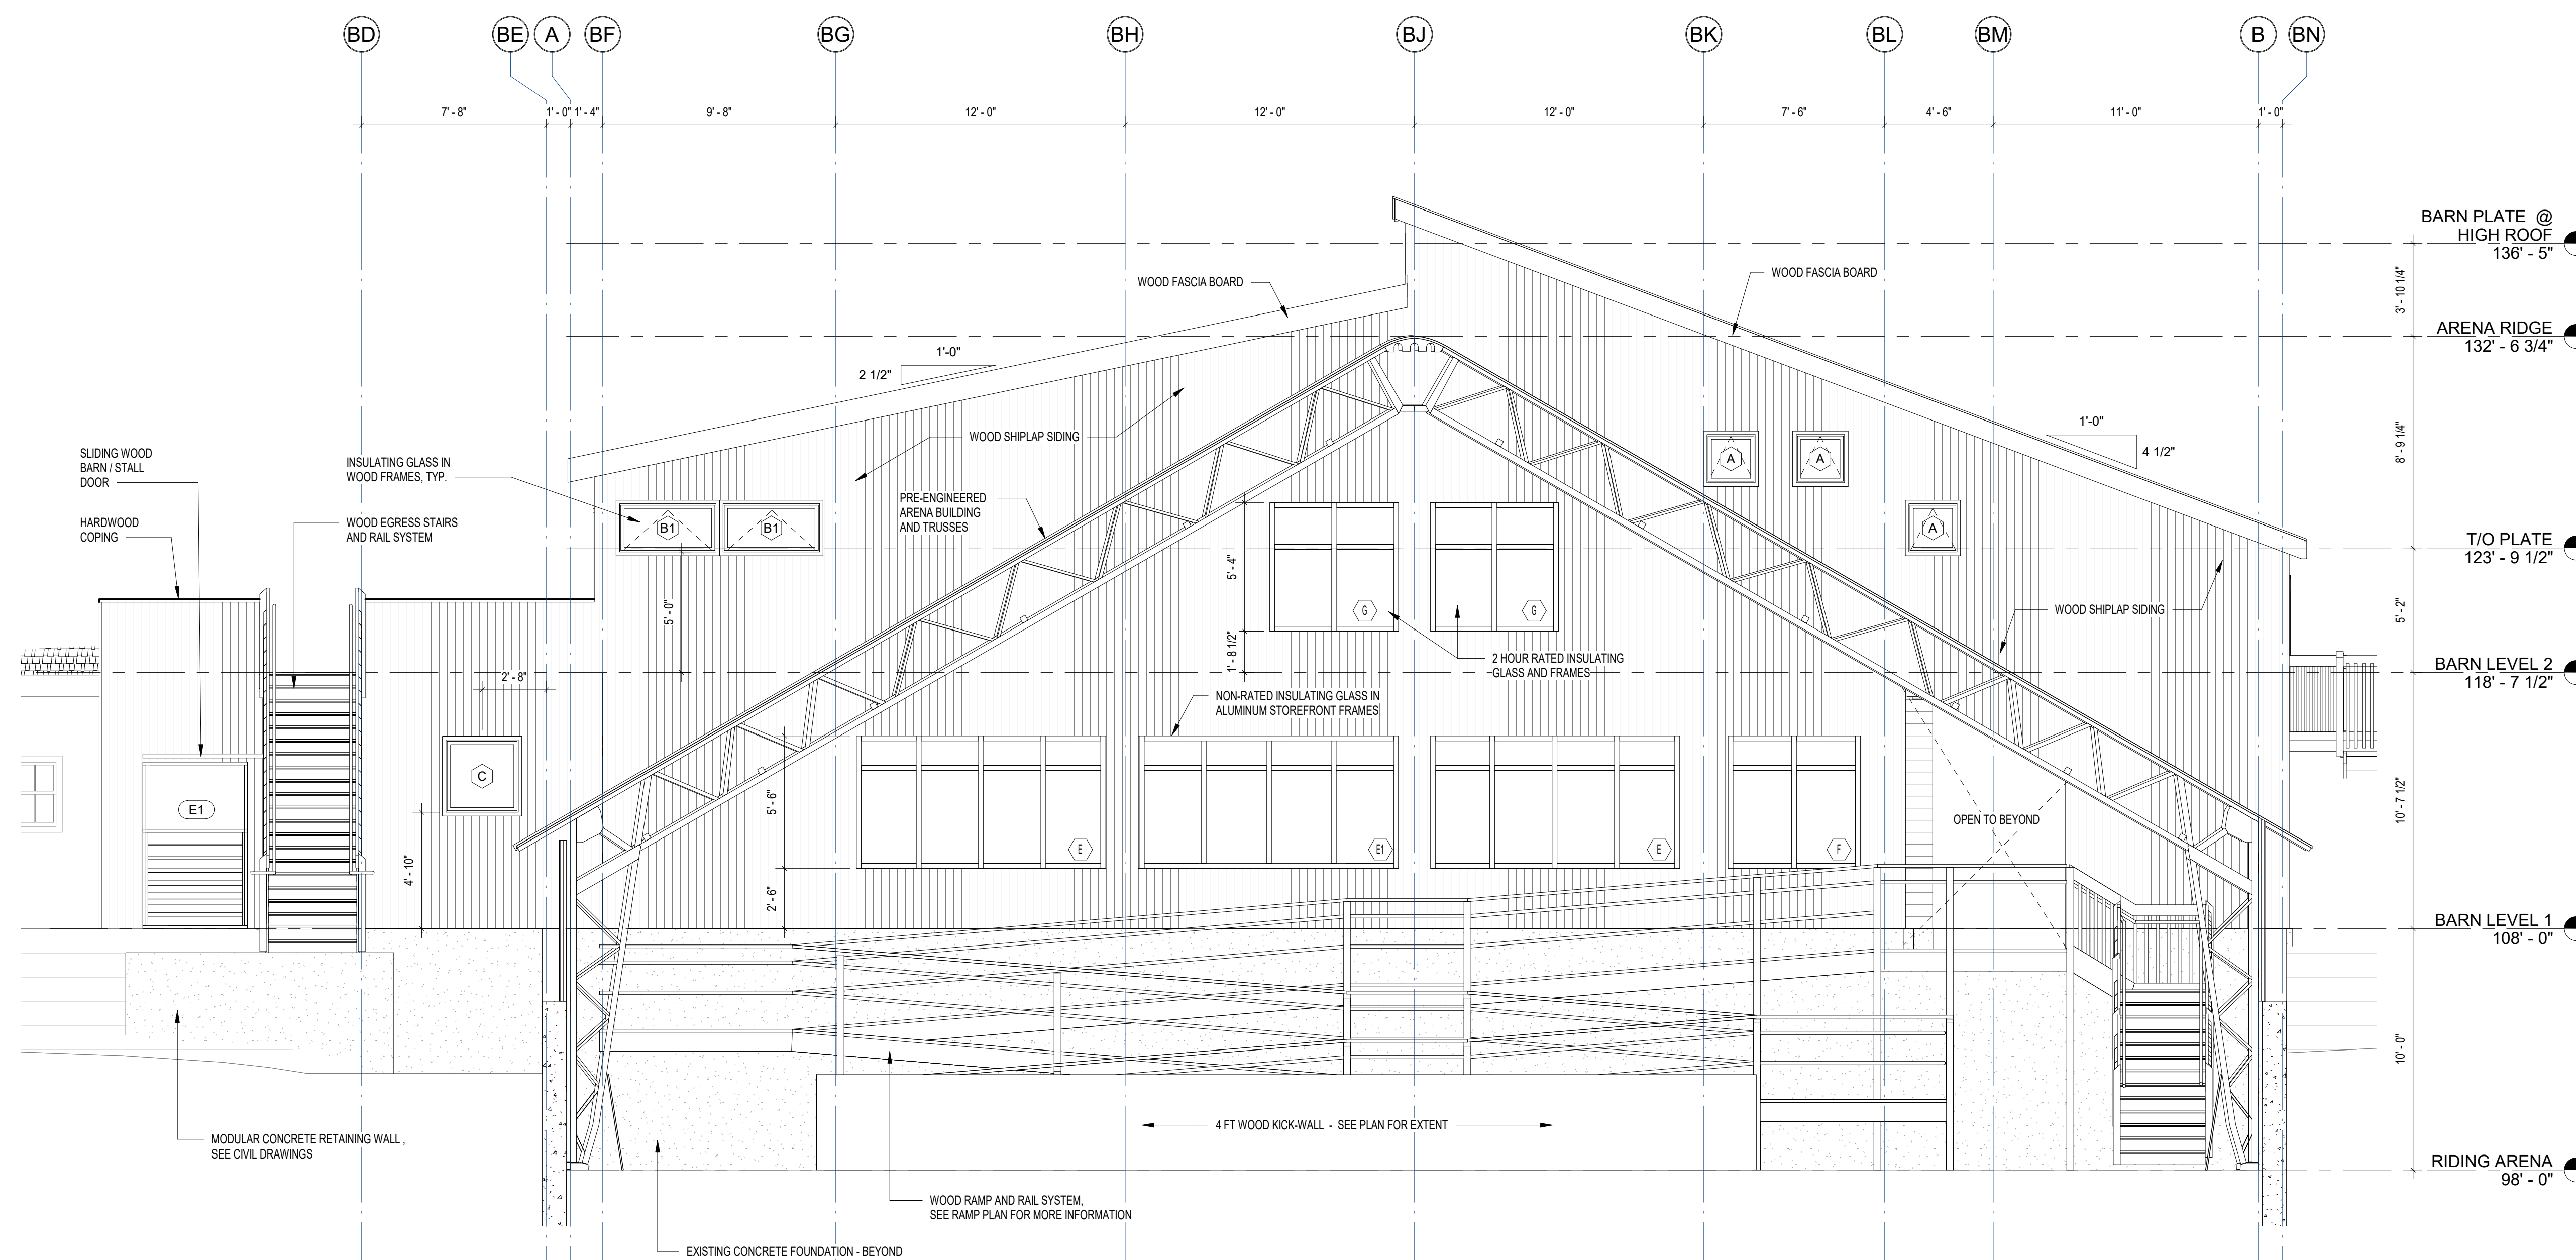 BD
BE
A
BF
BG
BH
BJ
BK
BL
BM
B
BN
7' - 8"
1' - 0"
1' - 4"
9' - 8"
12' - 0"
12' - 0"
12' - 0"
7' - 6"
4' - 6"
11' - 0"
1' - 0"
BARN PLATE @
HIGH ROOF
136' - 5"
3' - 10 1/4"
ARENA RIDGE
132' - 6 3/4"
8' - 9 1/4"
T/O PLATE
123' - 9 1/2"
5' - 2"
BARN LEVEL 2
118' - 7 1/2"
10' - 7 1/2"
BARN LEVEL 1
108' - 0"
10' - 0"
RIDING ARENA
98' - 0"
WOOD FASCIA BOARD
WOOD FASCIA BOARD
1'-0"
2 1/2"
1'-0"
4 1/2"
WOOD SHIPLAP SIDING
SLIDING WOOD
BARN / STALL
DOOR
INSULATING GLASS IN
WOOD FRAMES, TYP.
HARDWOOD
COPING
WOOD EGRESS STAIRS
AND RAIL SYSTEM
PRE-ENGINEERED
ARENA BUILDING
AND TRUSSES
B1
B1
A
A
A
5' - 0"
5' - 4"
1' - 8 1/2"
G
G
WOOD SHIPLAP SIDING
2 HOUR RATED INSULATING
GLASS AND FRAMES
2' - 8"
NON-RATED INSULATING GLASS IN
ALUMINUM STOREFRONT FRAMES
C
E1
4' - 10"
5' - 6"
2' - 6"
E
E1
E
F
OPEN TO BEYOND
4 FT WOOD KICK-WALL - SEE PLAN FOR EXTENT
MODULAR CONCRETE RETAINING WALL ,
SEE CIVIL DRAWINGS
WOOD RAMP AND RAIL SYSTEM,
SEE RAMP PLAN FOR MORE INFORMATION
EXISTING CONCRETE FOUNDATION - BEYOND